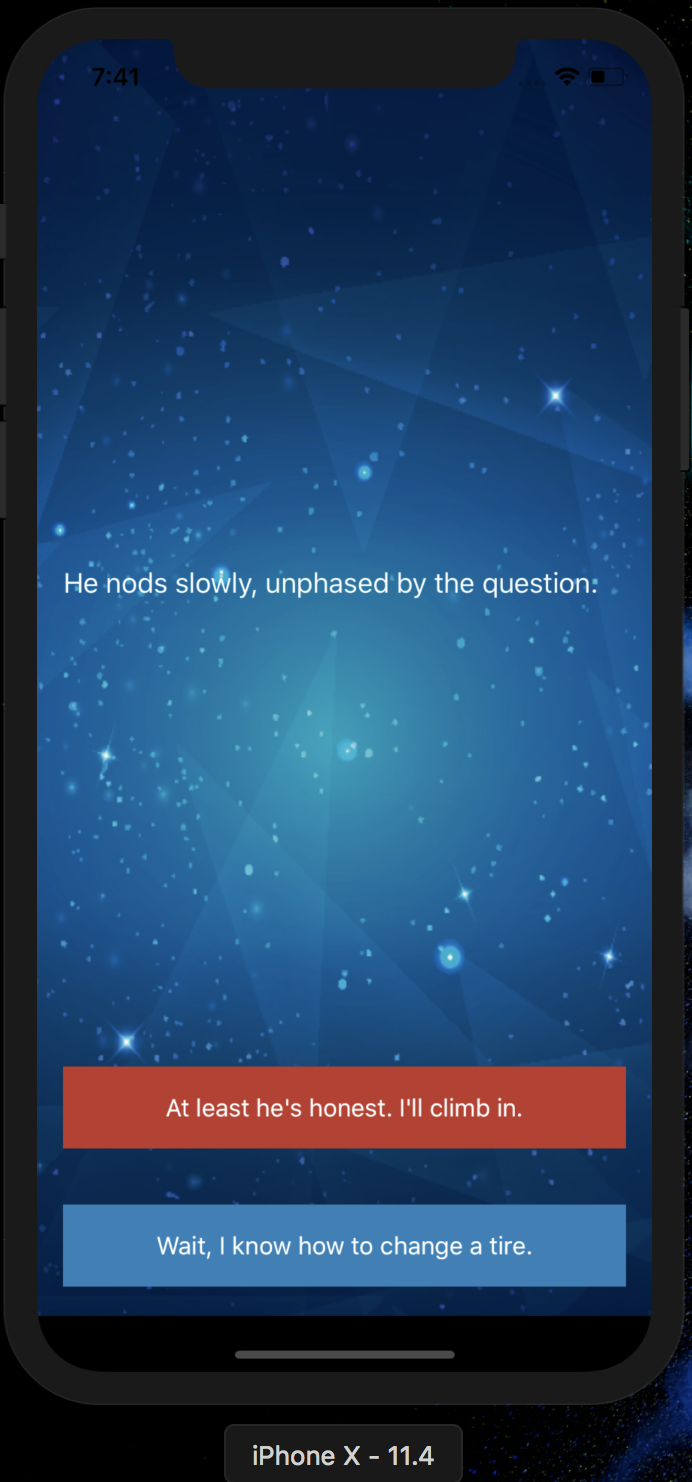 7:41
He nods slowly, unphased by the question.
At least he's honest. I'll climb in.
Wait, I know how to change a tire.
iPhone X - 11.4